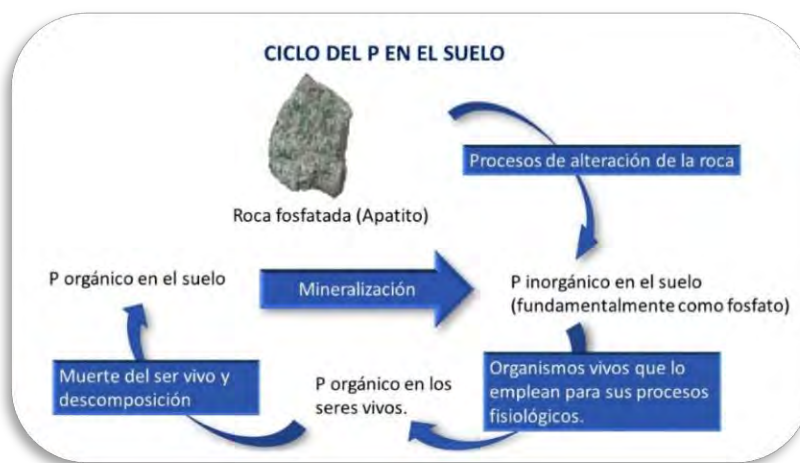 CICLO DEL P EN EL SUELO
Procesos de alteración de la roca
Roca fosfatada (Apatito)
P orgánico en el suelo
Mineralización
P inorgánico en el suelo
(fundamentalmente como fosfato)
Muerte del ser vivo y
descomposición
P orgánico en los
seres vivos.
Organismos vivos que lo
emplean para sus procesos
fisiológicos.